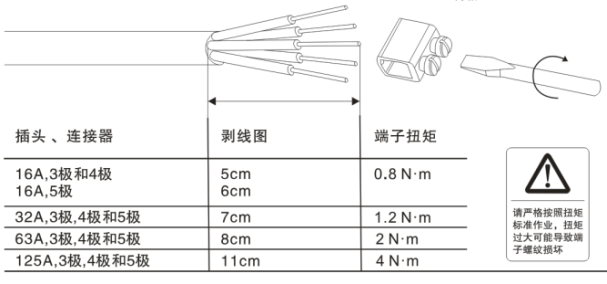 插头、连接器 剥线图 端子扭矩
16A,3极和4极 5cm 0.8 N·m
16A,5极 6cm
32A,3极,4极和5极 7cm 1.2 N·m
63A,3极,4极和5极 8cm 2 N·m
125A,3极,4极和5极 11cm 4 N·m
请严格按照扭矩
标准作业，扭矩
过大可能导致端
子螺纹损坏